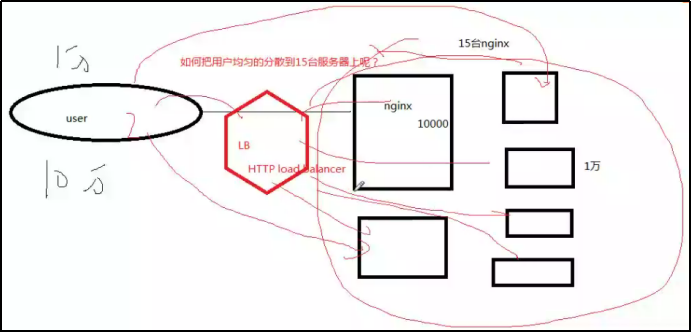 1万
如何把用户均匀的分散到15台服务器上呢?
15台nginx
user
nginx
10000
LB
HTTP load balancer
1万
10万